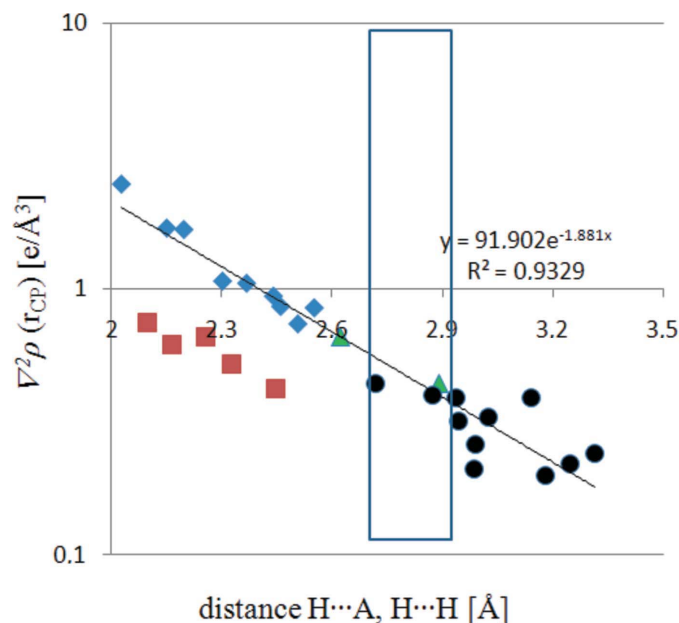 10
1
0.1
2
2.3
2.6
2.9
3.2
3.5
y = 91.902e^-1.881x
R² = 0.9329
∇²ρ (r_CP) [e/Å³]
distance H···A, H···H [Å]